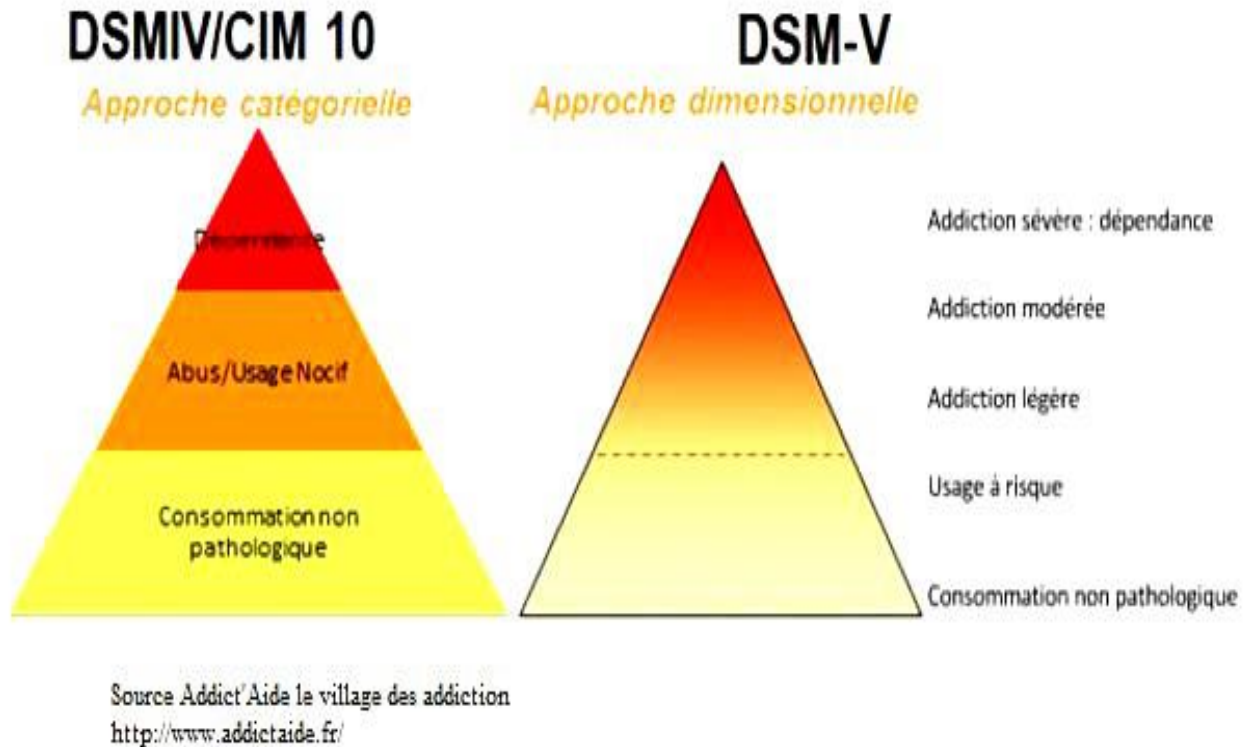 DSMIV/CIM 10
Approche catégorielle
Dépendance
Abus/Usage Nocif
Consommation non
pathologique
DSM-V
Approche dimensionnelle
Addiction sévère : dépendance
Addiction modérée
Addiction légère
Usage à risque
Consommation non pathologique
Source Addict'Aide le village des addiction
http://www.addictaide.fr/